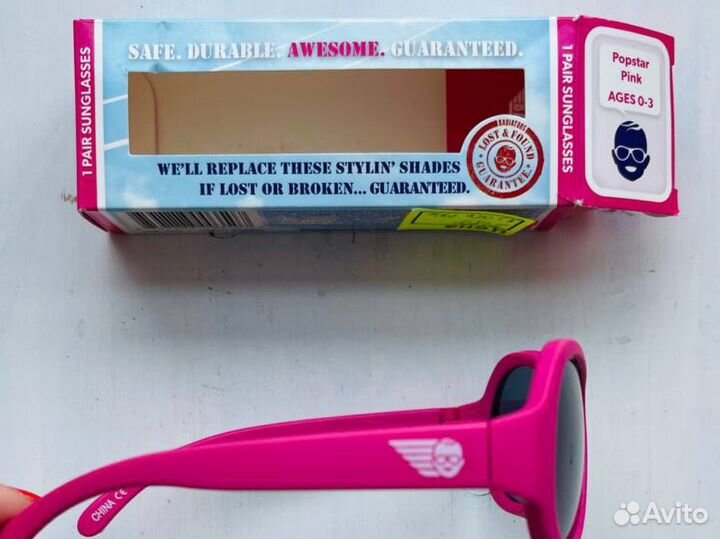 SAFE. DURABLE. AWESOME. GUARANTEED.
1 PAIR SUNGLASSES
1 PAIR SUNGLASSES
Popstar
Pink
AGES 0-3
RADIATORS
LOST & FOUND
GUARANTEE.
WE'LL REPLACE THESE STYLIN' SHADES
IF LOST OR BROKEN... GUARANTEED.
CHINA CE
Avito